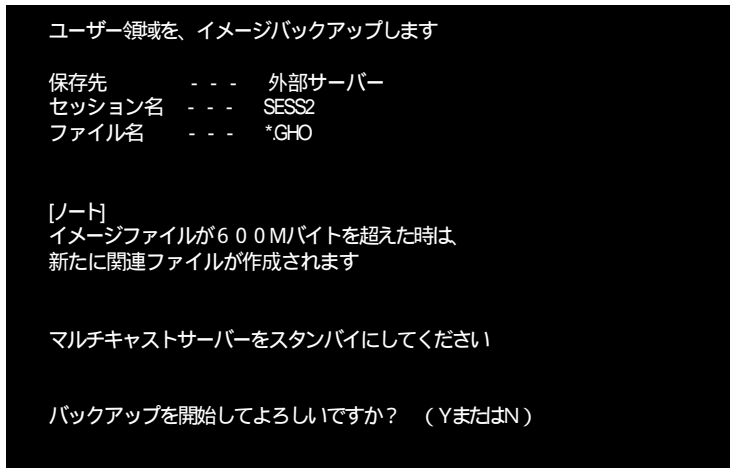 ユーザー領域を、イメージバックアップします
保存先 - - - 外部サーバー
セッション名 - - - SESS2
ファイル名 - - - *.GHO
[ノート]
イメージファイルが６００Mバイトを超えた時は、
新たに関連ファイルが作成されます
マルチキャストサーバーをスタンバイにしてください
バックアップを開始してよろしいですか？ （YまたはN）